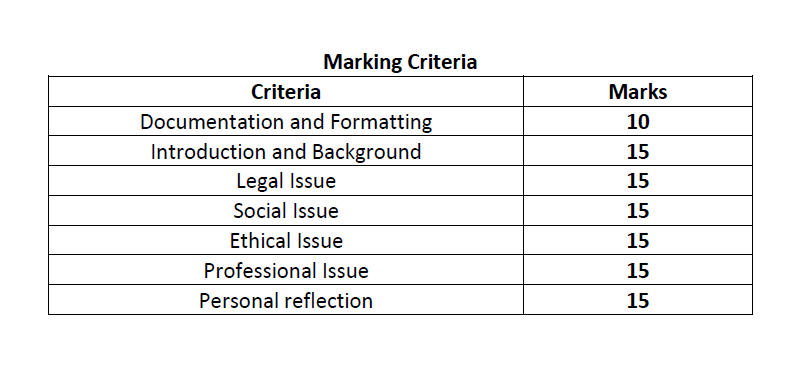 Marking Criteria
Criteria Marks
Documentation and Formatting 10
Introduction and Background 15
Legal Issue 15
Social Issue 15
Ethical Issue 15
Professional Issue 15
Personal reflection 15